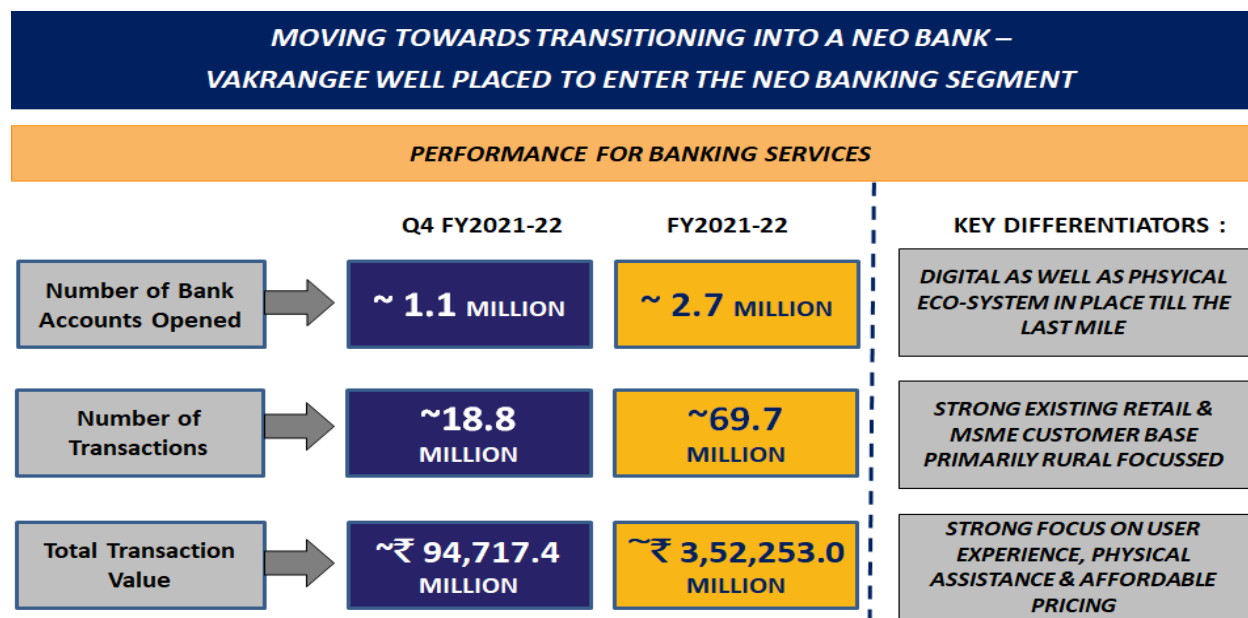 MOVING TOWARDS TRANSITIONING INTO A NEO BANK –
VAKRANGEE WELL PLACED TO ENTER THE NEO BANKING SEGMENT
PERFORMANCE FOR BANKING SERVICES
Q4 FY2021-22
FY2021-22
KEY DIFFERENTIATORS :
Number of Bank
Accounts Opened
~ 1.1 MILLION
~ 2.7 MILLION
DIGITAL AS WELL AS PHSYICAL
ECO-SYSTEM IN PLACE TILL THE
LAST MILE
Number of
Transactions
~18.8
MILLION
~69.7
MILLION
STRONG EXISTING RETAIL &
MSME CUSTOMER BASE
PRIMARILY RURAL FOCUSSED
Total Transaction
Value
~₹ 94,717.4
MILLION
~₹ 3,52,253.0
MILLION
STRONG FOCUS ON USER
EXPERIENCE, PHYSICAL
ASSISTANCE & AFFORDABLE
PRICING